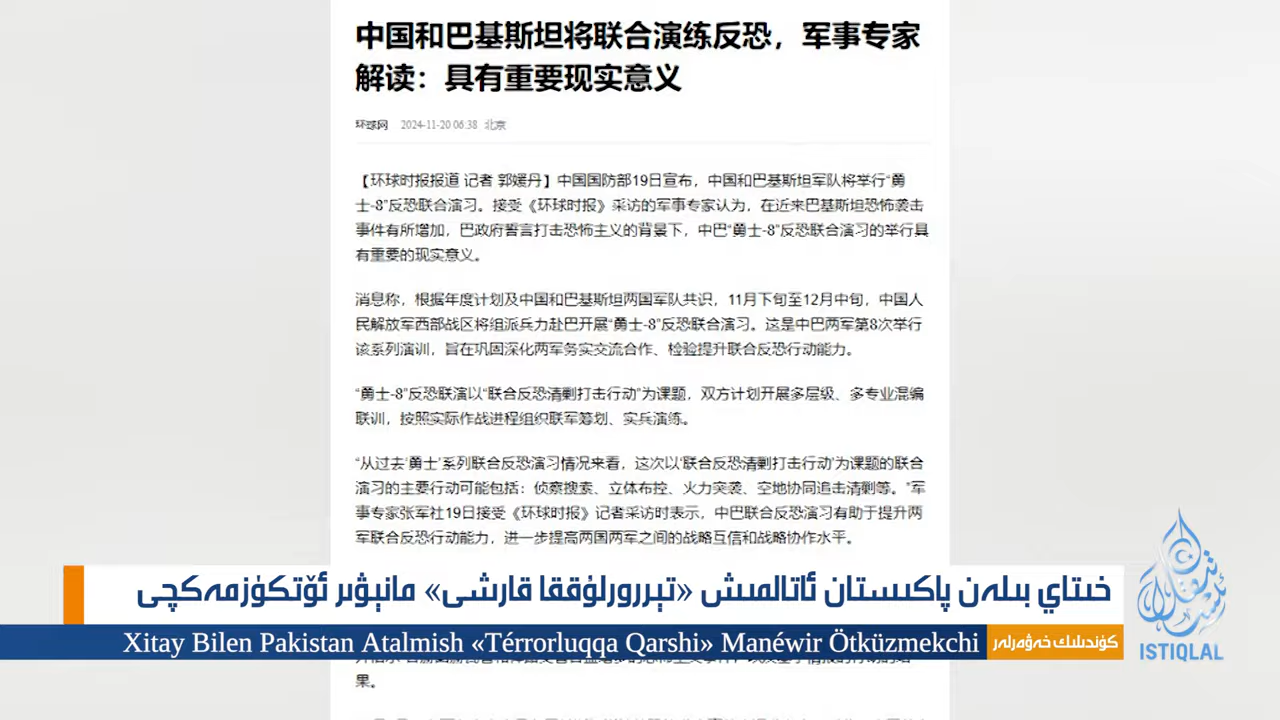 中国和巴基斯坦将联合演练反恐，军事专家
解读：具有重要现实意义
环球网 2024-11-20 06:38 北京
【环球时报报道 记者 郭媛丹】中国国防部19日宣布，中国和巴基斯坦军队将举行“勇
士-8”反恐联合演习。接受《环球时报》采访的军事专家认为，在近来巴基斯坦恐怖袭击
事件有所增加，巴政府誓言打击恐怖主义的背景下，中巴“勇士-8”反恐联合演习的举行具
有重要的现实意义。
消息称，根据年度计划及中国和巴基斯坦两国军队共识，11月下旬至12月中旬，中国人
民解放军西部战区将组派兵力赴巴开展“勇士-8”反恐联合演习。这是中巴两军第8次举行
该系列演训，旨在巩固深化两军务实交流合作、检验提升联合反恐行动能力。
“勇士-8”反恐联演以“联合反恐清剿打击行动”为课题，双方计划开展多层级、多专业混编
联训，按照实际作战进程组织联军筹划、实兵演练。
“从过去‘勇士’系列联合反恐演习情况来看，这次以‘联合反恐清剿打击行动’为课题的联合
演习的主要行动可能包括：侦察搜索、立体布控、火力突袭、空地协同追击清剿等。”军
事专家张军社19日接受《环球时报》记者采访时表示，中巴联合反恐演习有助于提升两
军联合反恐行动能力，进一步提高两国两军之间的战略互信和战略协作水平。
خىتاي بىلەن پاكىستان ئاتالمىش «تېررورلۇققا قارشى» مانېۋىر ئۆتكۈزمەكچى
Xitay Bilen Pakistan Atalmish «Térrorluqqa Qarshi» Manéwir Ötküzmekchi
كۈندىلىك خەۋەرلەر
ISTIQLAL
果。